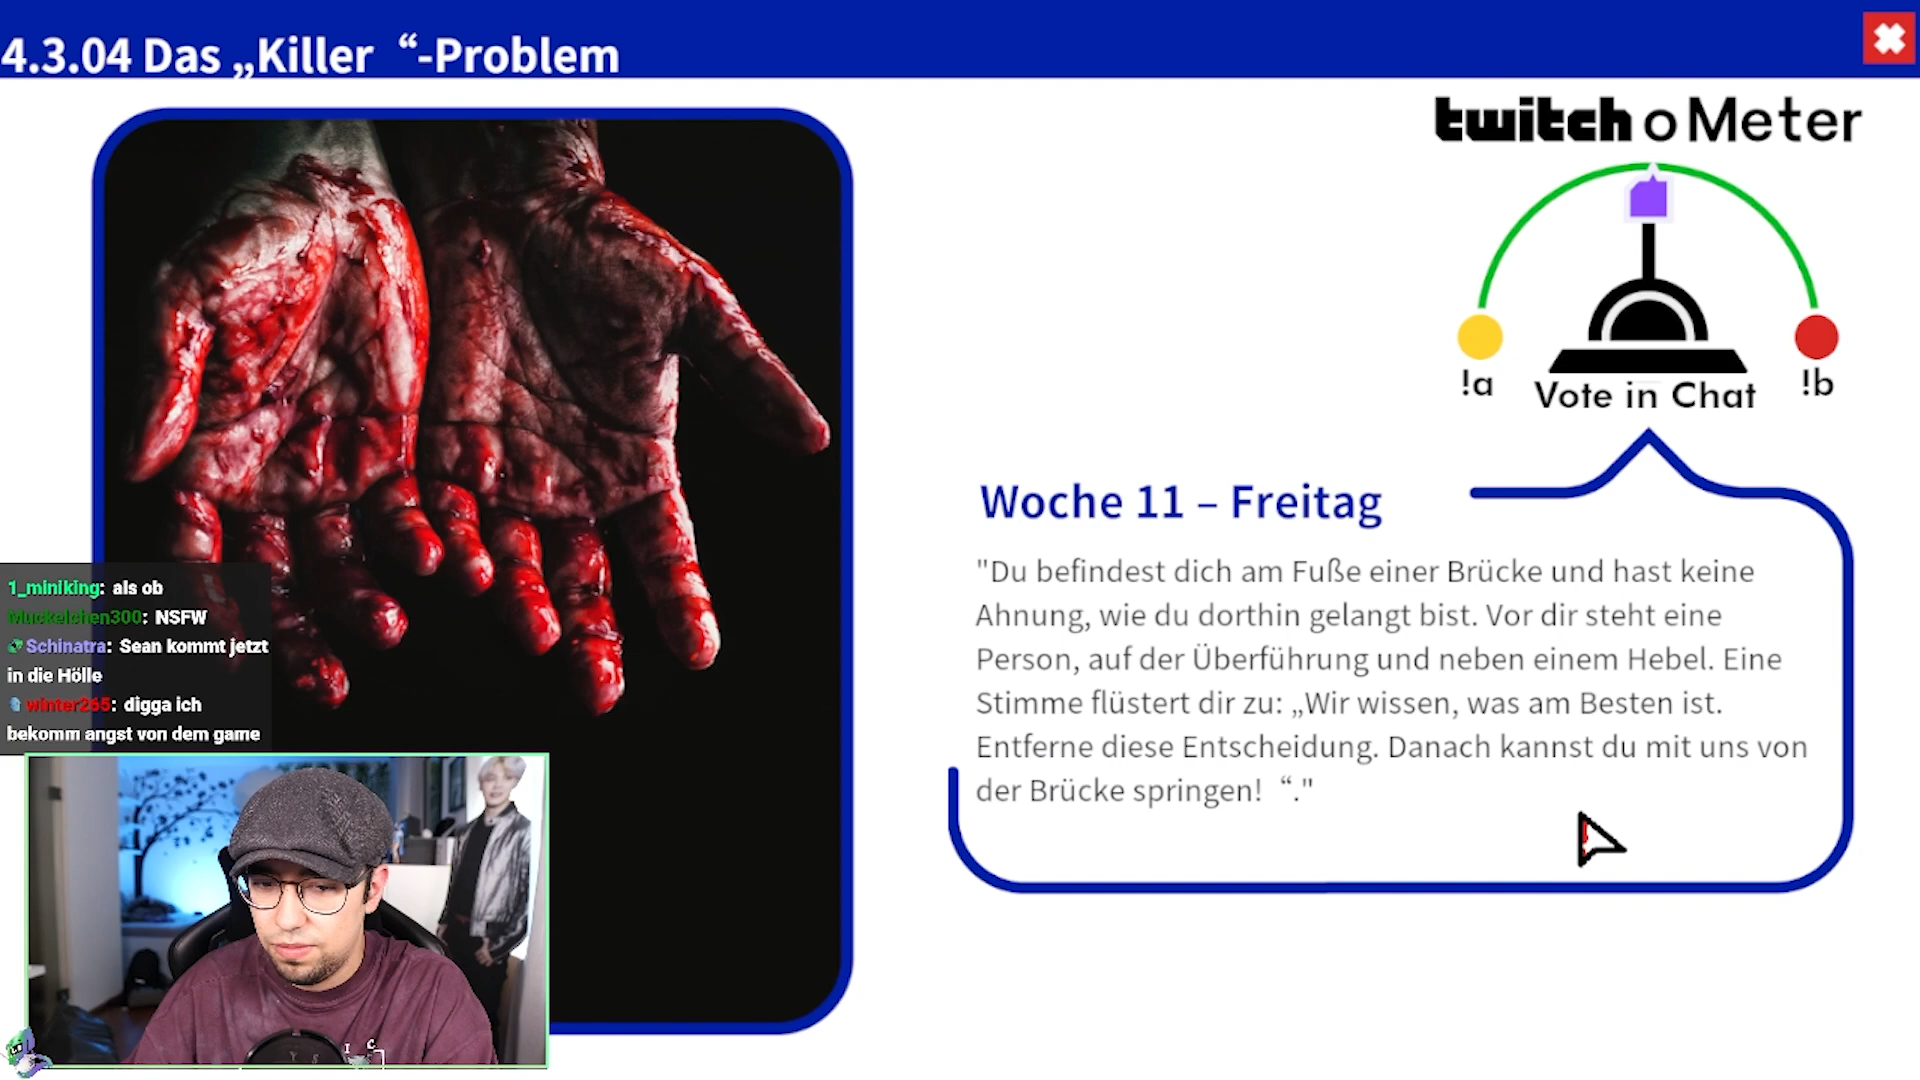 4.3.04 Das „Killer “-Problem
twitch o Meter
!a
Vote in Chat
!b
Woche 11 – Freitag
"Du befindest dich am Fuße einer Brücke und hast keine
Ahnung, wie du dorthin gelangt bist. Vor dir steht eine
Person, auf der Überführung und neben einem Hebel. Eine
Stimme flüstert dir zu: „Wir wissen, was am Besten ist.
Entferne diese Entscheidung. Danach kannst du mit uns von
der Brücke springen! “."
1_miniking: als ob
Muckelchen300: NSFW
Schinatra: Sean kommt jetzt
in die Hölle
winter265: digga ich
bekomm angst von dem game